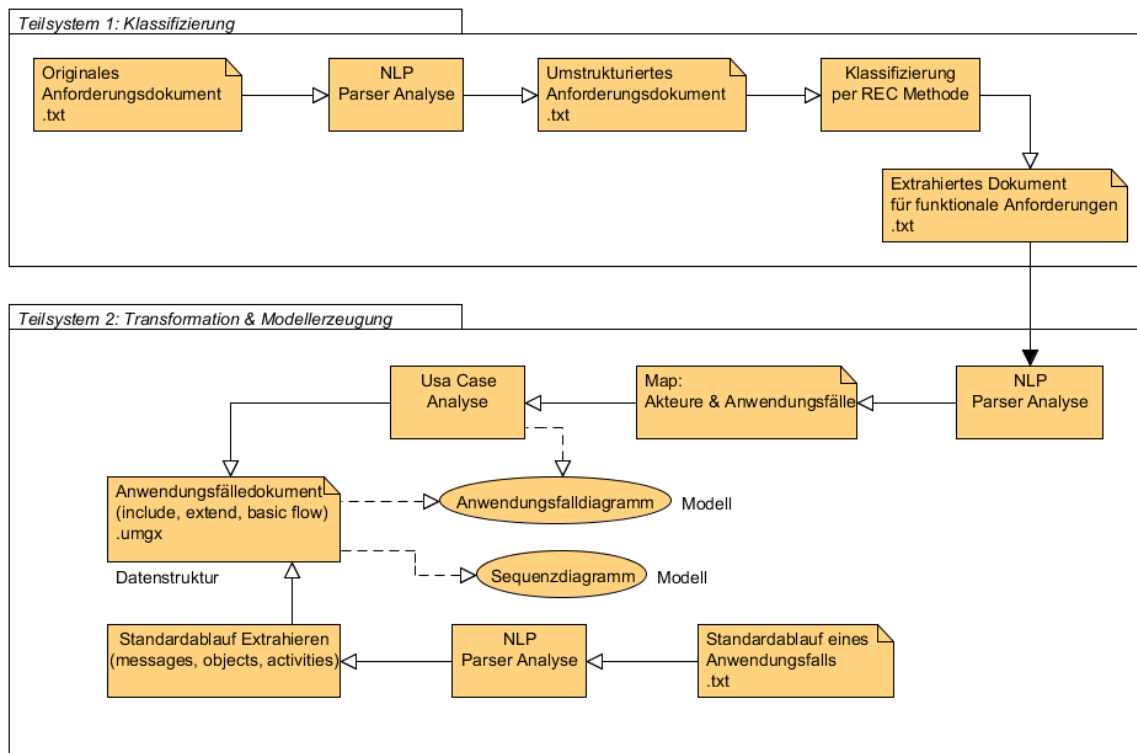 Teilsystem 1: Klassifizierung
Originales
Anforderungsdokument
.txt
NLP
Parser Analyse
Umstrukturiertes
Anforderungsdokument
.txt
Klassifizierung
per REC Methode
Extrahiertes Dokument
für funktionale Anforderungen
.txt
Teilsystem 2: Transformation & Modellerzeugung
Usa Case
Analyse
Map:
Akteure & Anwendungsfälle
NLP
Parser Analyse
Anwendungsfälledokument
(include, extend, basic flow)
.umgx
Datenstruktur
Anwendungsfalldiagramm
Modell
Sequenzdiagramm
Modell
Standardablauf Extrahieren
(messages, objects, activities)
NLP
Parser Analyse
Standardablauf eines
Anwendungsfalls
.txt